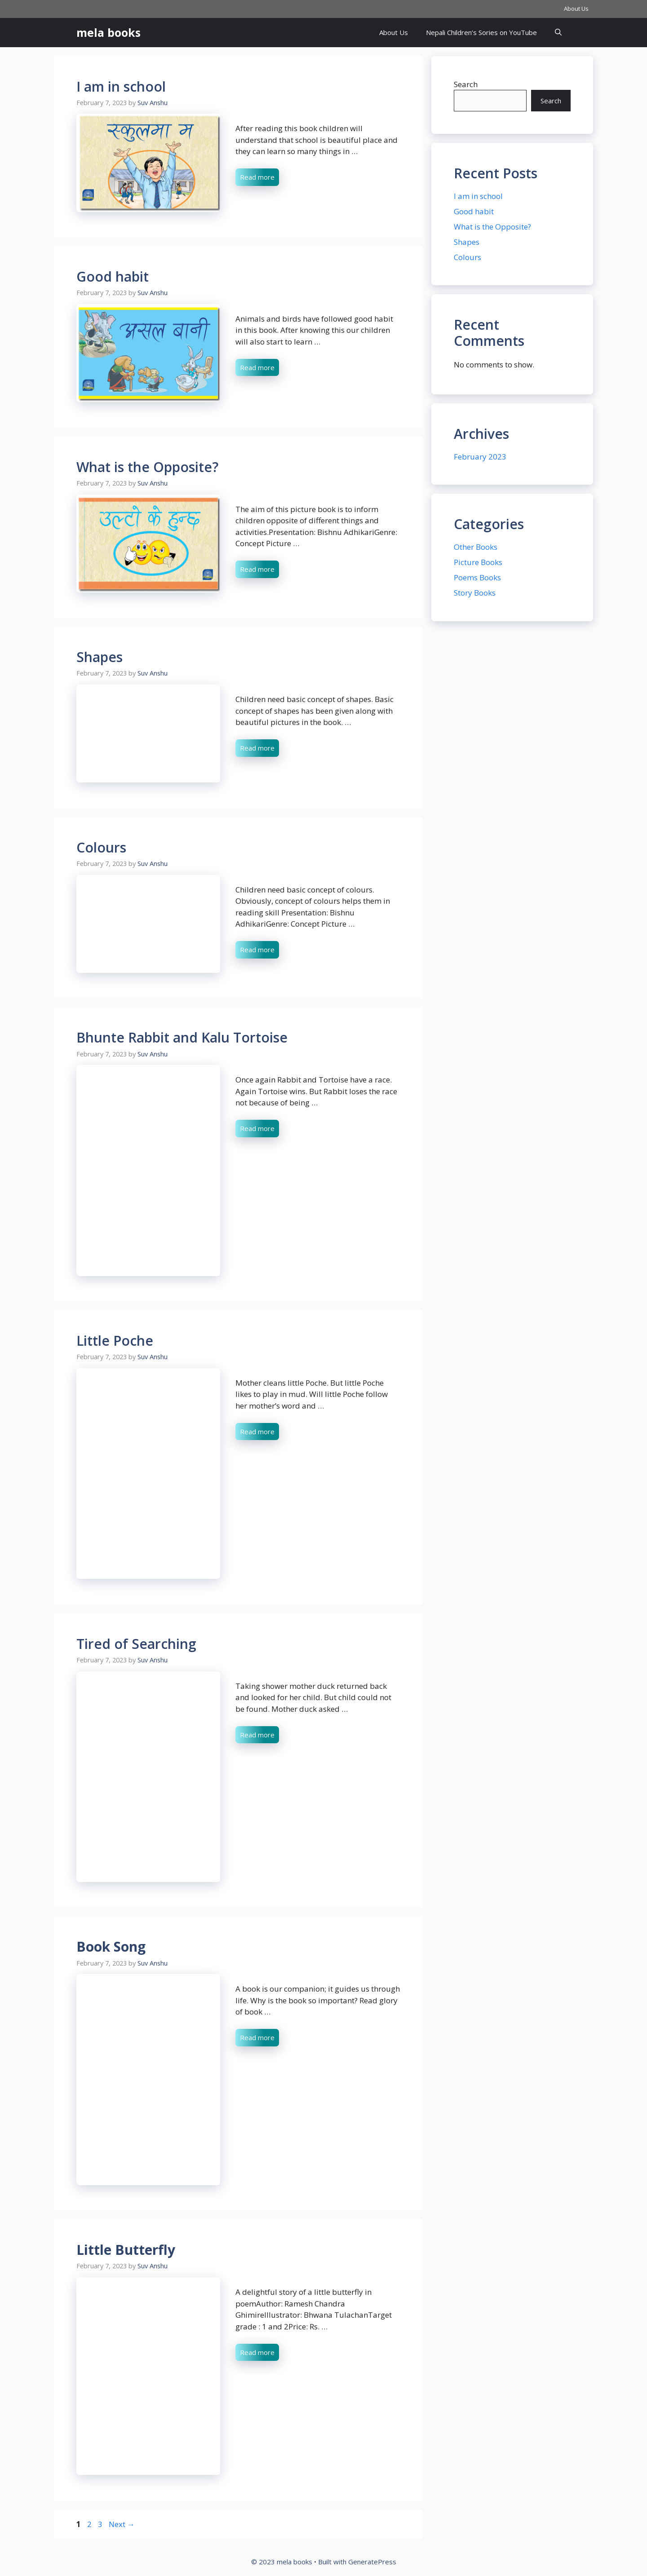 About Us
mela books
About Us
Nepali Children's Sories on YouTube
I am in school
February 7, 2023 by Suv Anshu
स्कुलमा म
After reading this book children will
understand that school is beautiful place and
they can learn so many things in …
Read more
Good habit
February 7, 2023 by Suv Anshu
असल बानी
Animals and birds have followed good habit
in this book. After knowing this our children
will also start to learn …
Read more
What is the Opposite?
February 7, 2023 by Suv Anshu
उल्टो के हुन्छ
The aim of this picture book is to inform
children opposite of different things and
activities.Presentation: Bishnu AdhikariGenre:
Concept Picture …
Read more
Shapes
February 7, 2023 by Suv Anshu
Children need basic concept of shapes. Basic
concept of shapes has been given along with
beautiful pictures in the book. …
Read more
Colours
February 7, 2023 by Suv Anshu
Children need basic concept of colours.
Obviously, concept of colours helps them in
reading skill Presentation: Bishnu
AdhikariGenre: Concept Picture …
Read more
Bhunte Rabbit and Kalu Tortoise
February 7, 2023 by Suv Anshu
Once again Rabbit and Tortoise have a race.
Again Tortoise wins. But Rabbit loses the race
not because of being …
Read more
Little Poche
February 7, 2023 by Suv Anshu
Mother cleans little Poche. But little Poche
likes to play in mud. Will little Poche follow
her mother's word and …
Read more
Tired of Searching
February 7, 2023 by Suv Anshu
Taking shower mother duck returned back
and looked for her child. But child could not
be found. Mother duck asked …
Read more
Book Song
February 7, 2023 by Suv Anshu
A book is our companion; it guides us through
life. Why is the book so important? Read glory
of book …
Read more
Little Butterfly
February 7, 2023 by Suv Anshu
A delightful story of a little butterfly in
poemAuthor: Ramesh Chandra
GhimireIllustrator: Bhwana TulachanTarget
grade : 1 and 2Price: Rs. …
Read more
1 2 3 Next →
Search
Search
Recent Posts
I am in school
Good habit
What is the Opposite?
Shapes
Colours
Recent
Comments
No comments to show.
Archives
February 2023
Categories
Other Books
Picture Books
Poems Books
Story Books
© 2023 mela books • Built with GeneratePress